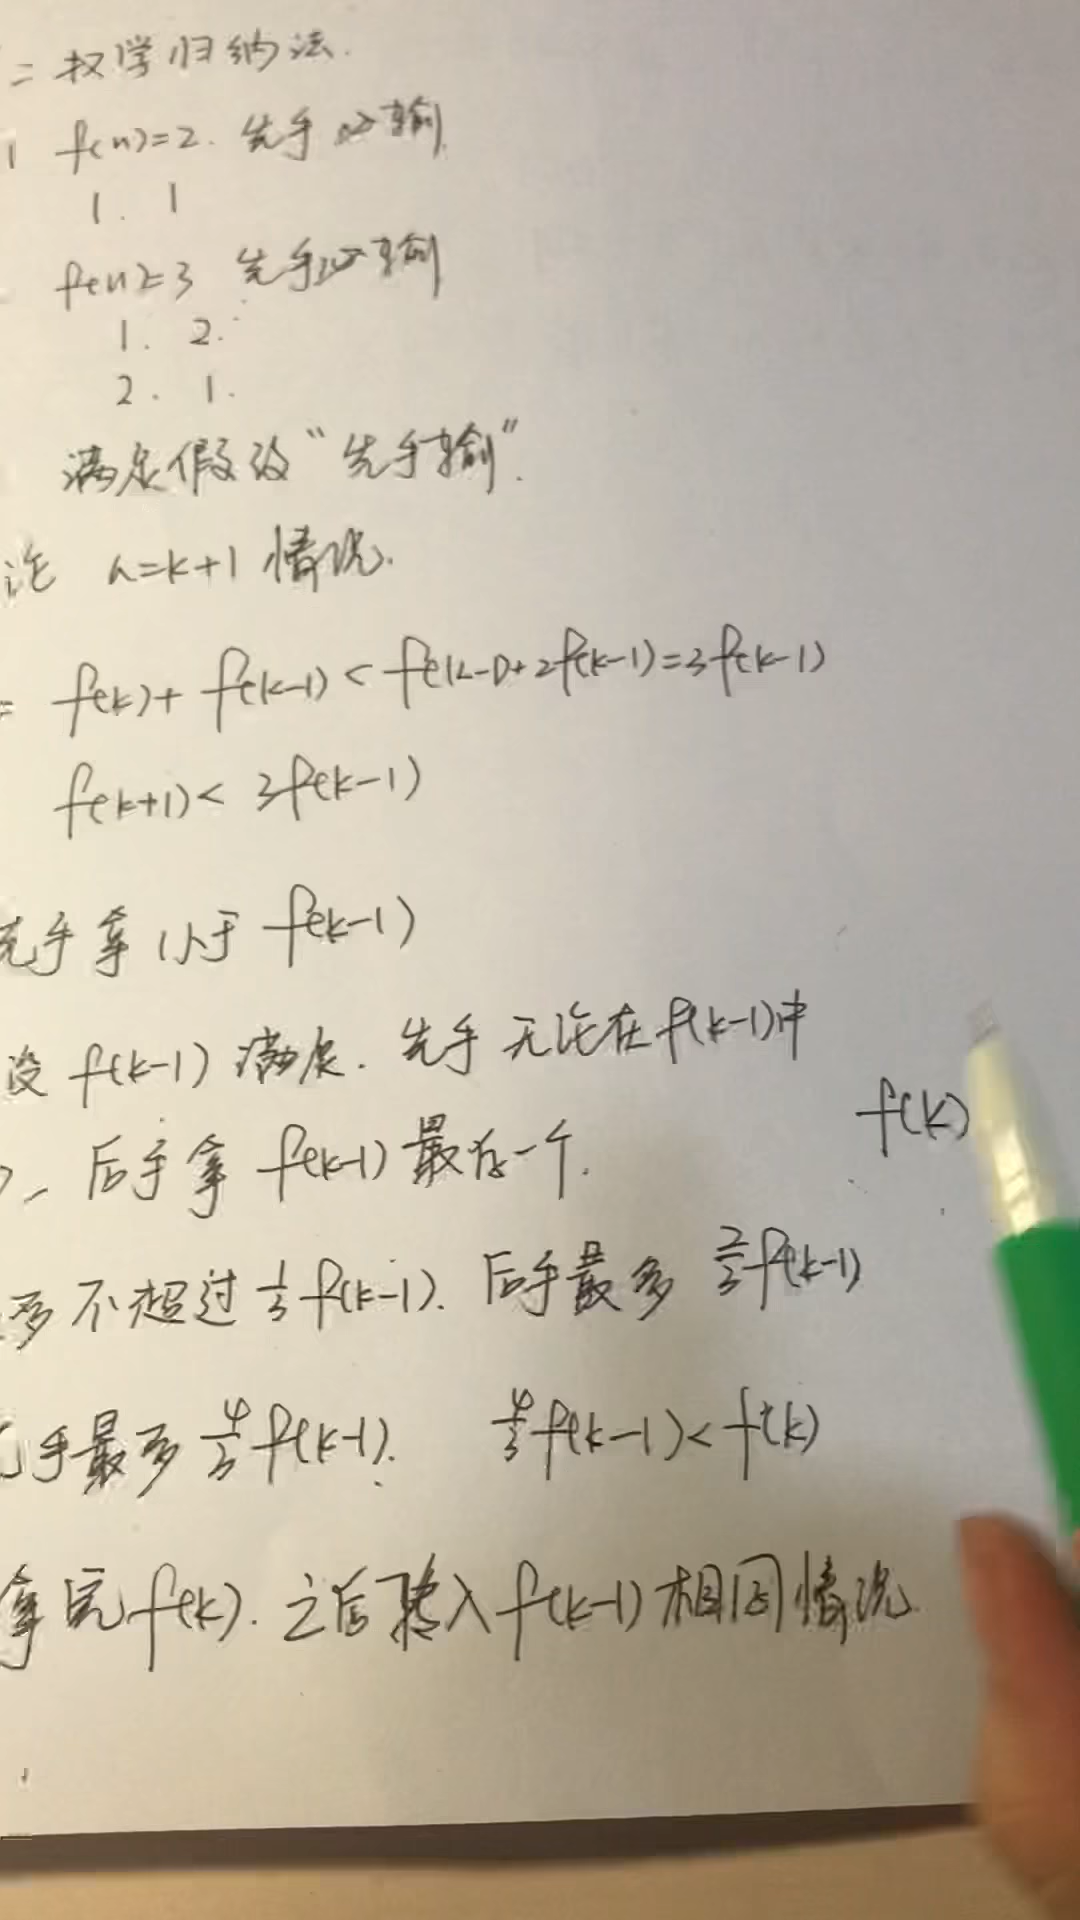 二 数学归纳法.
f(n)=2. 先手必输.
1. 1
f(n)=3 先手必输
1. 2.
2. 1.
满足假设“先手输”.
论 n=k+1 情况.
= f(k)+f(k-1)<f(k-1)+2f(k-1)=3f(k-1)
f(k+1)<3f(k-1)
先手拿小于 f(k-1)
设 f(k-1) 满足. 先手无论在f(k-1)中
f(k)
后手拿 f(k-1) 最后一个.
多不超过 1/3 f(k-1). 后手最多 2/3 f(k-1)
手最多 4/3 f(k-1). 4/3 f(k-1)<f(k)
拿完f(k). 之后转入f(k-1)相同情况.